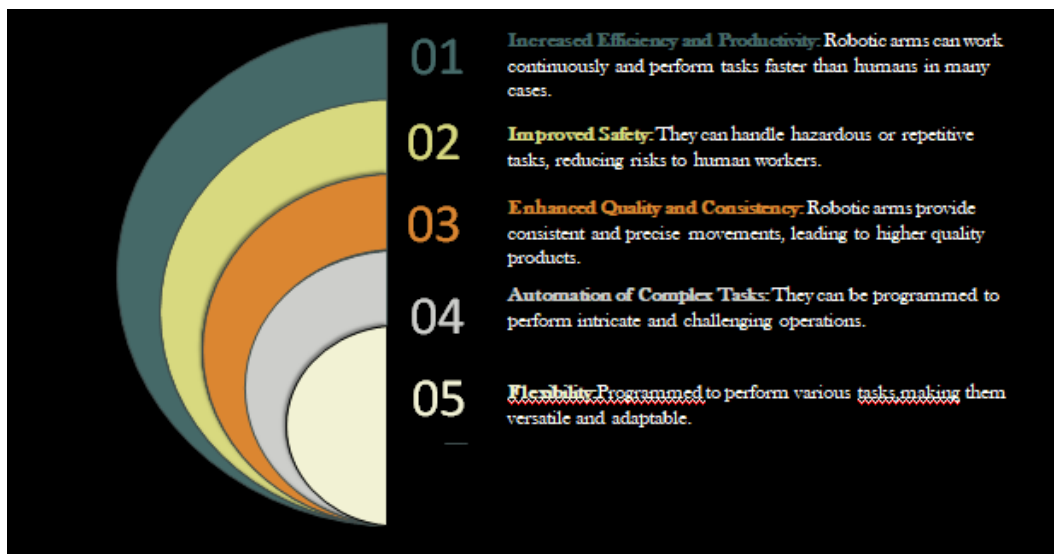 01
Increased Efficiency and Productivity: Robotic arms can work
continuously and perform tasks faster than humans in many
cases.
02
Improved Safety: They can handle hazardous or repetitive
tasks, reducing risks to human workers.
03
Enhanced Quality and Consistency: Robotic arms provide
consistent and precise movements, leading to higher quality
products.
04
Automation of Complex Tasks: They can be programmed to
perform intricate and challenging operations.
05
Flexibility:Programmed to perform various tasks,making them
versatile and adaptable.